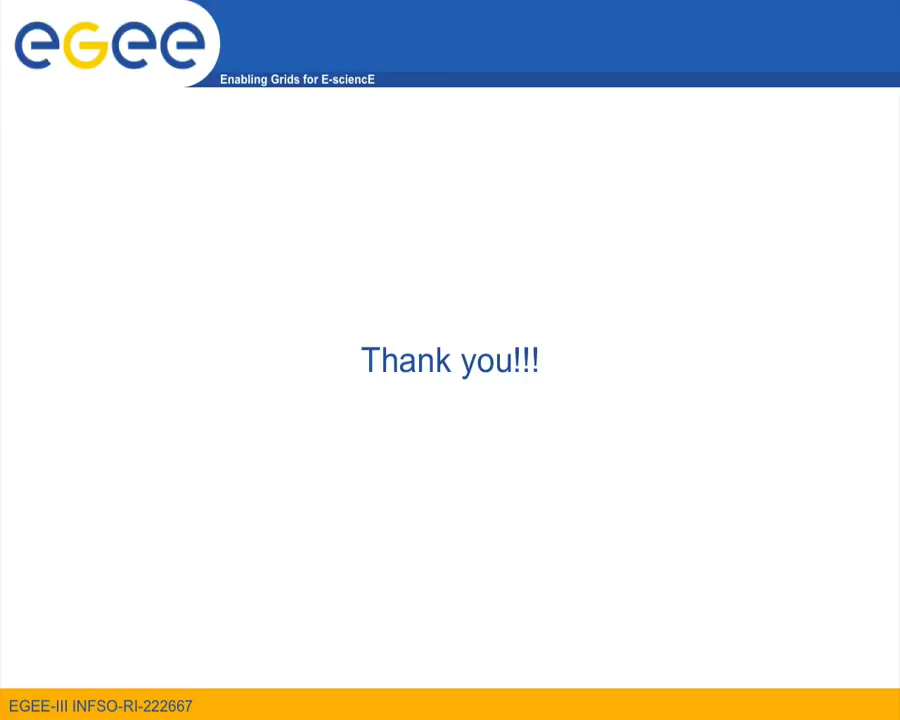 egee
Enabling Grids for E-sciencE
Thank you!!!
EGEE-III INFSO-RI-222667